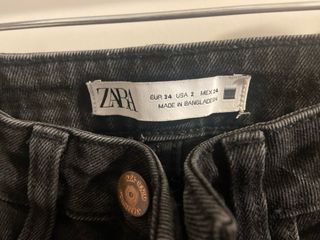 ZARA
EUR 34 USA 2 MEX 24
MADE IN BANGLADESH